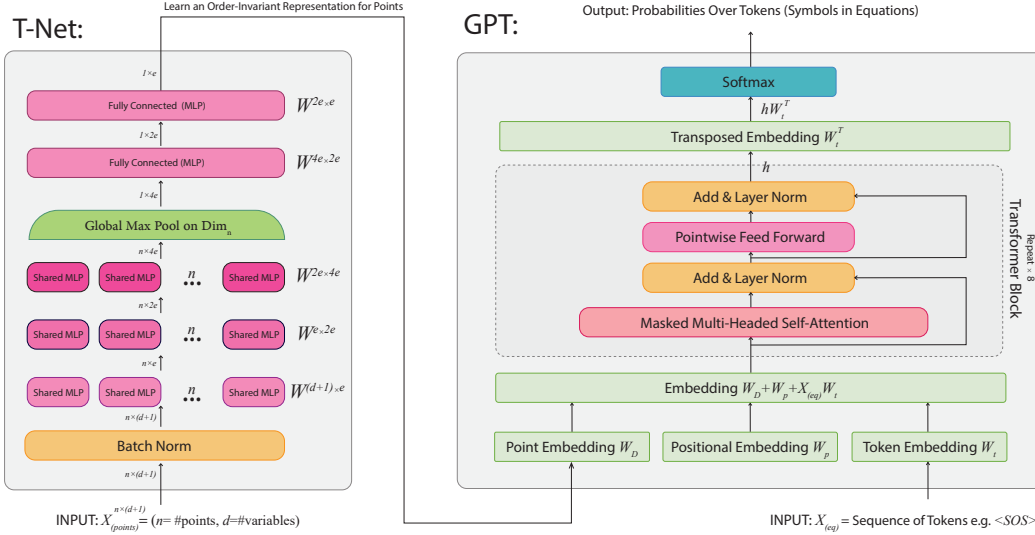 Learn an Order-Invariant Representation for Points
T-Net:
1×e
Fully Connected (MLP)
W^{2e×e}
1×2e
Fully Connected (MLP)
W^{4e×2e}
1×4e
Global Max Pool on Dim_n
n×4e
Shared MLP Shared MLP n ... Shared MLP
W^{2e×4e}
n×2e
Shared MLP Shared MLP n ... Shared MLP
W^{e×2e}
n×e
Shared MLP Shared MLP n ... Shared MLP
W^{(d+1)×e}
n×(d+1)
Batch Norm
n×(d+1)
INPUT: X_{(points)}^{n×(d+1)}= (n= #points, d=#variables)
Output: Probabilities Over Tokens (Symbols in Equations)
GPT:
Softmax
hW_t^T
Transposed Embedding W_t^T
h
Add & Layer Norm
Pointwise Feed Forward
Add & Layer Norm
Masked Multi-Headed Self-Attention
Repeat × 8
Transformer Block
Embedding W_D+W_p+X_{(eq)}W_t
Point Embedding W_D
Positional Embedding W_p
Token Embedding W_t
INPUT: X_{(eq)} = Sequence of Tokens e.g. <SOS>